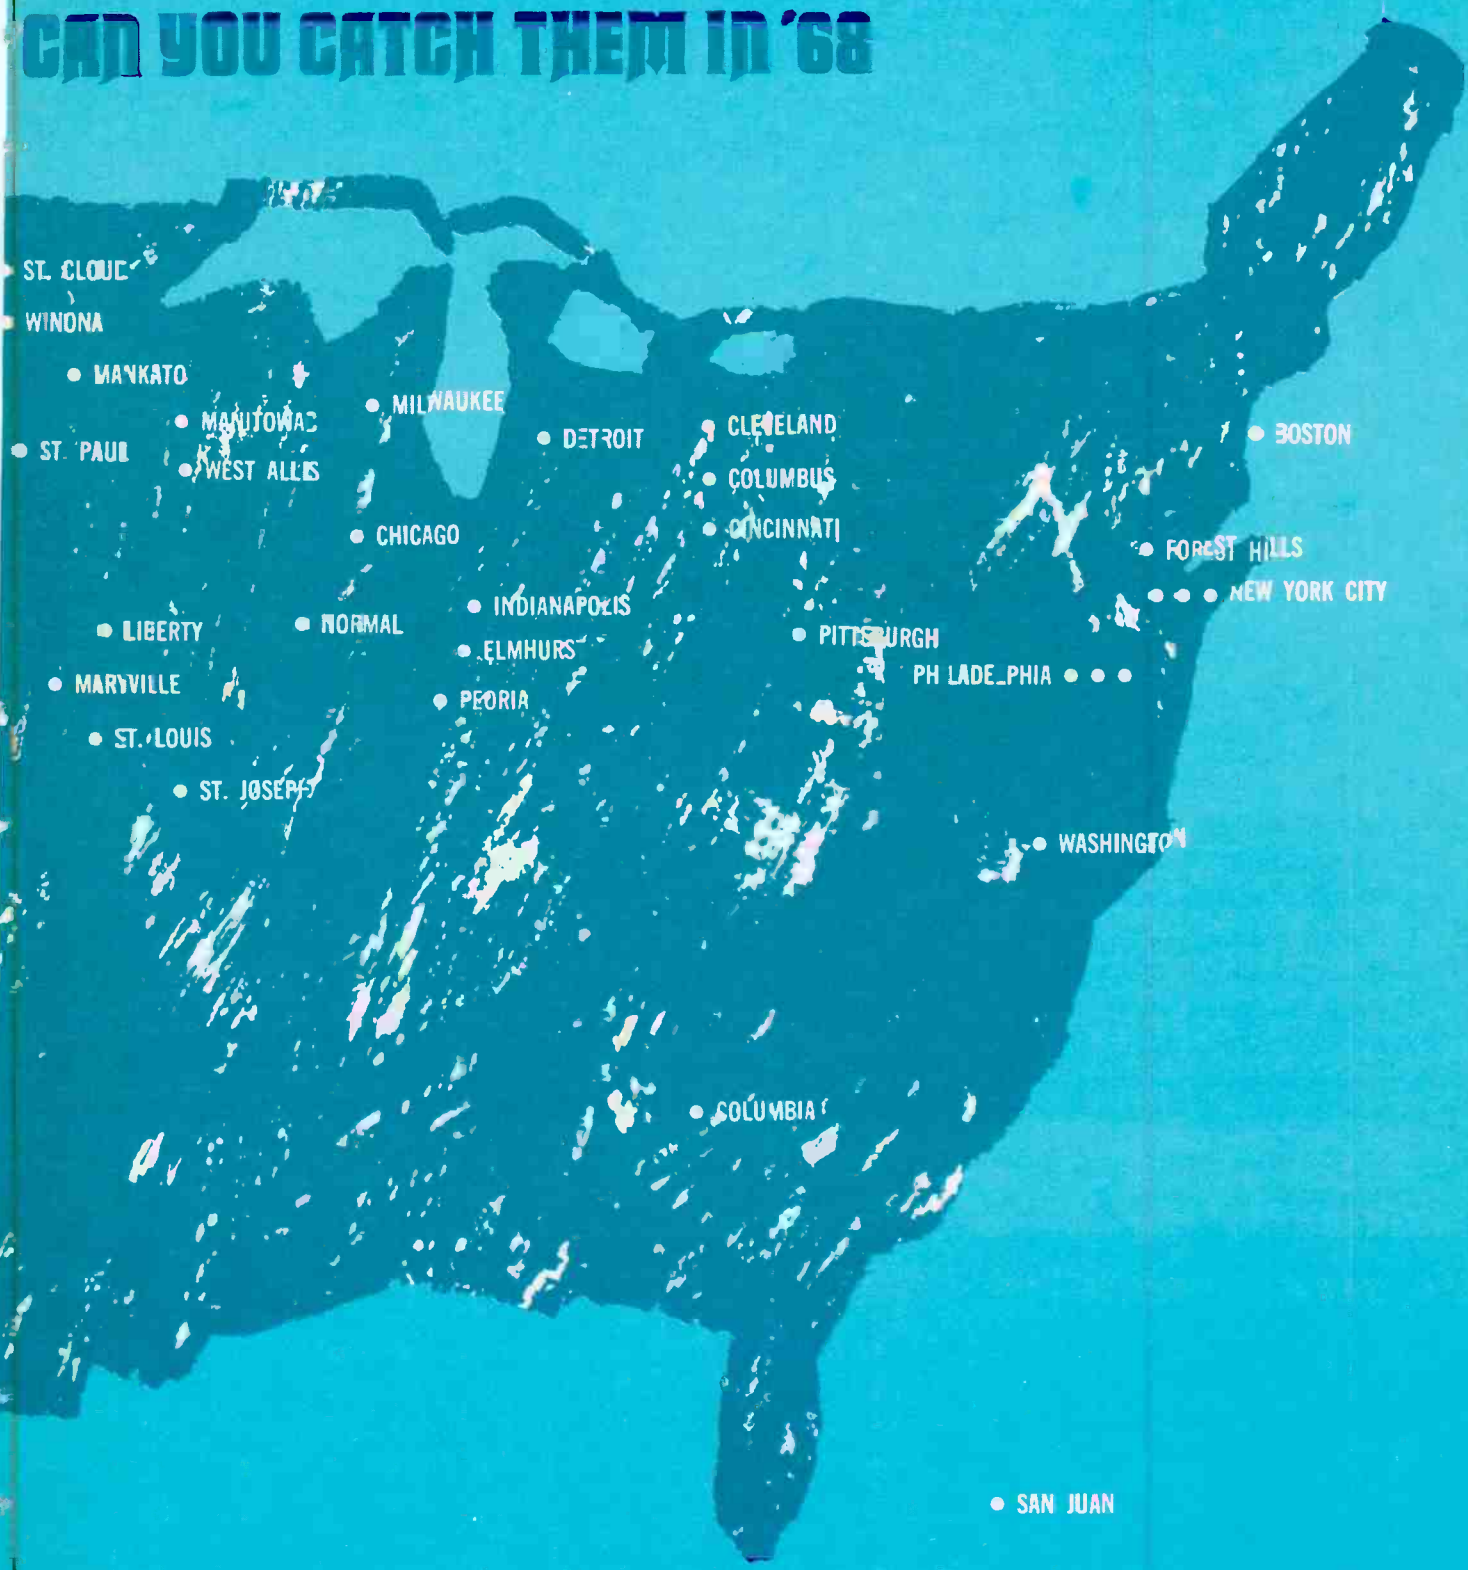 CAN YOU CATCH THEM IN '68
ST. CLOUD
WINONA
MANKATO
MANITOWAC
MILWAUKEE
ST. PAUL
WEST ALLIS
DETROIT
CLEVELAND
BOSTON
COLUMBUS
CHICAGO
CINCINNATI
FOREST HILLS
NEW YORK CITY
INDIANAPOLIS
LIBERTY
NORMAL
PITTSBURGH
ELMHURST
PHILADELPHIA
MARYVILLE
PEORIA
ST. LOUIS
ST. JOSEPH
WASHINGTON
COLUMBIA
SAN JUAN